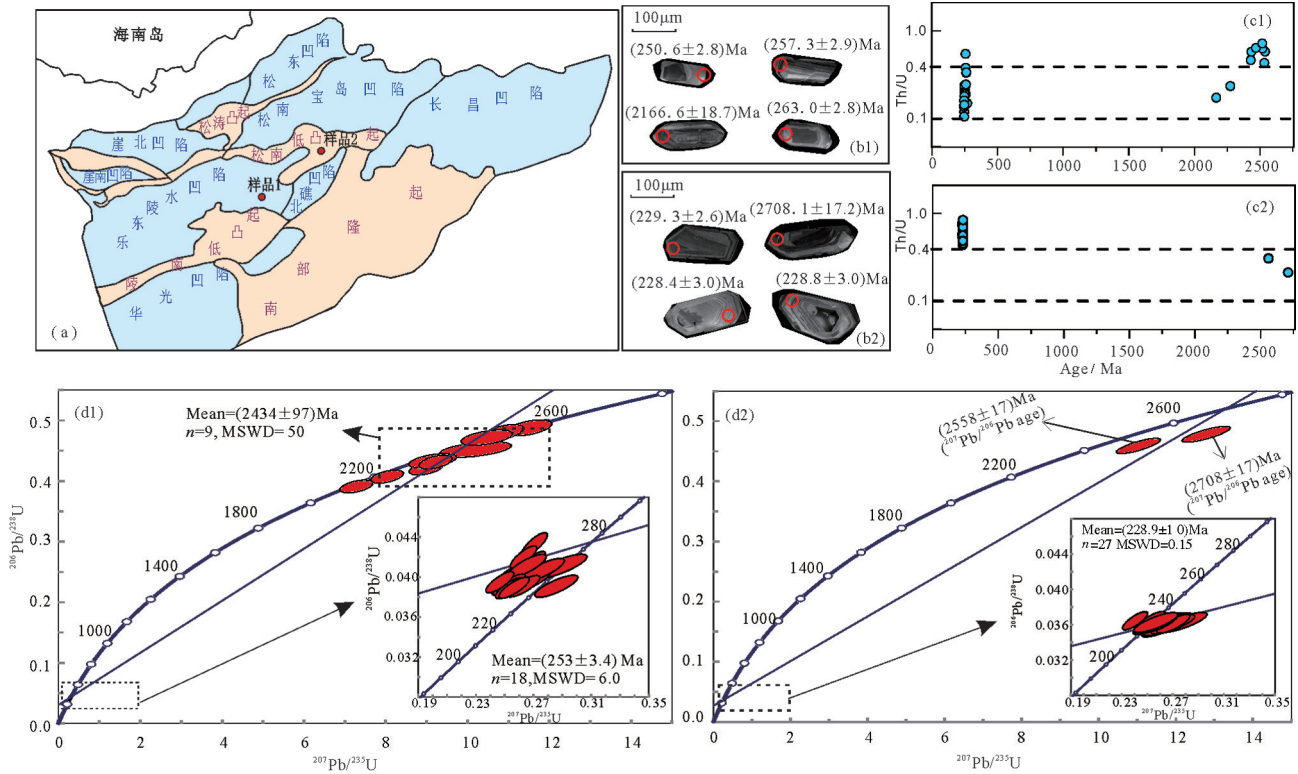 海南岛
松东凹陷
松涛凸起
松南宝岛凹陷
长昌凹陷
崖北凹陷
松南低凸起
样品2
崖南凹陷
乐东陵水凹陷
样品1
北礁凹陷
陵南低凸起
南部隆起
华光凹陷
(a)
100μm
(250.6±2.8)Ma
(257.3±2.9)Ma
(2166.6±18.7)Ma
(263.0±2.8)Ma
(b1)
100μm
(229.3±2.6)Ma
(2708.1±17.2)Ma
(228.4±3.0)Ma
(228.8±3.0)Ma
(b2)
(c1)
1.0
0.4
0.1
Th/U
(c2)
1.0
0.4
0.1
Th/U
0 500 1000 1500 2000 2500
Age/ Ma
(d1)
Mean=(2434±97)Ma
n=9, MSWD= 50
2600
2200
1800
1400
1000
0.5
0.4
0.3
0.2
0.1
0.0
²⁰⁶Pb/²³⁸U
0 2 4 6 8 10 12 14
²⁰⁷Pb/²³⁵U
0.044
0.040
0.036
0.032
²⁰⁶Pb/²³⁸U
280
220
200
Mean=(253±3.4) Ma
n=18,MSWD= 6.0
0.19 0.23 0.27 0.31 0.35
²⁰⁷Pb/²³⁵U
(d2)
(2558±17)Ma
(²⁰⁷Pb/²⁰⁶Pb age)
2600
2200
(2708±17)Ma
(²⁰⁷Pb/²⁰⁶Pb age)
1800
1400
1000
0.5
0.4
0.3
0.2
0.1
0.0
0 2 4 6 8 10 12 14
²⁰⁷Pb/²³⁵U
Mean=(228.9±1 0)Ma
n=27 MSWD=0.15
0.044
0.040
0.036
0.032
²⁰⁶Pb/²³⁸U
280
260
240
200
0.19 0.23 0.27 0.31 0.35
²⁰⁷Pb/²³⁵U